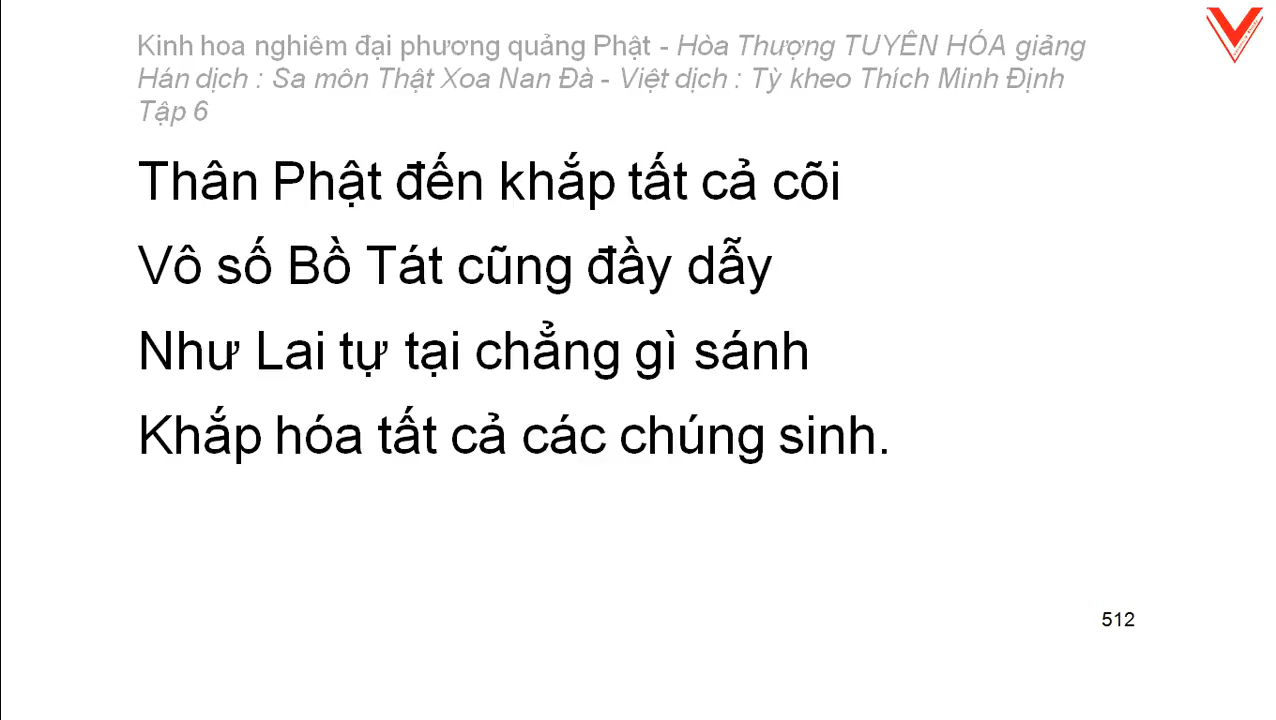 Kinh hoa nghiêm đại phương quảng Phật - Hòa Thượng TUYÊN HÓA giảng
Hán dịch : Sa môn Thật Xoa Nan Đà - Việt dịch : Tỳ kheo Thích Minh Định
Tập 6
Thân Phật đến khắp tất cả cõi
Vô số Bồ Tát cũng đầy dẫy
Như Lai tự tại chẳng gì sánh
Khắp hóa tất cả các chúng sinh.
512